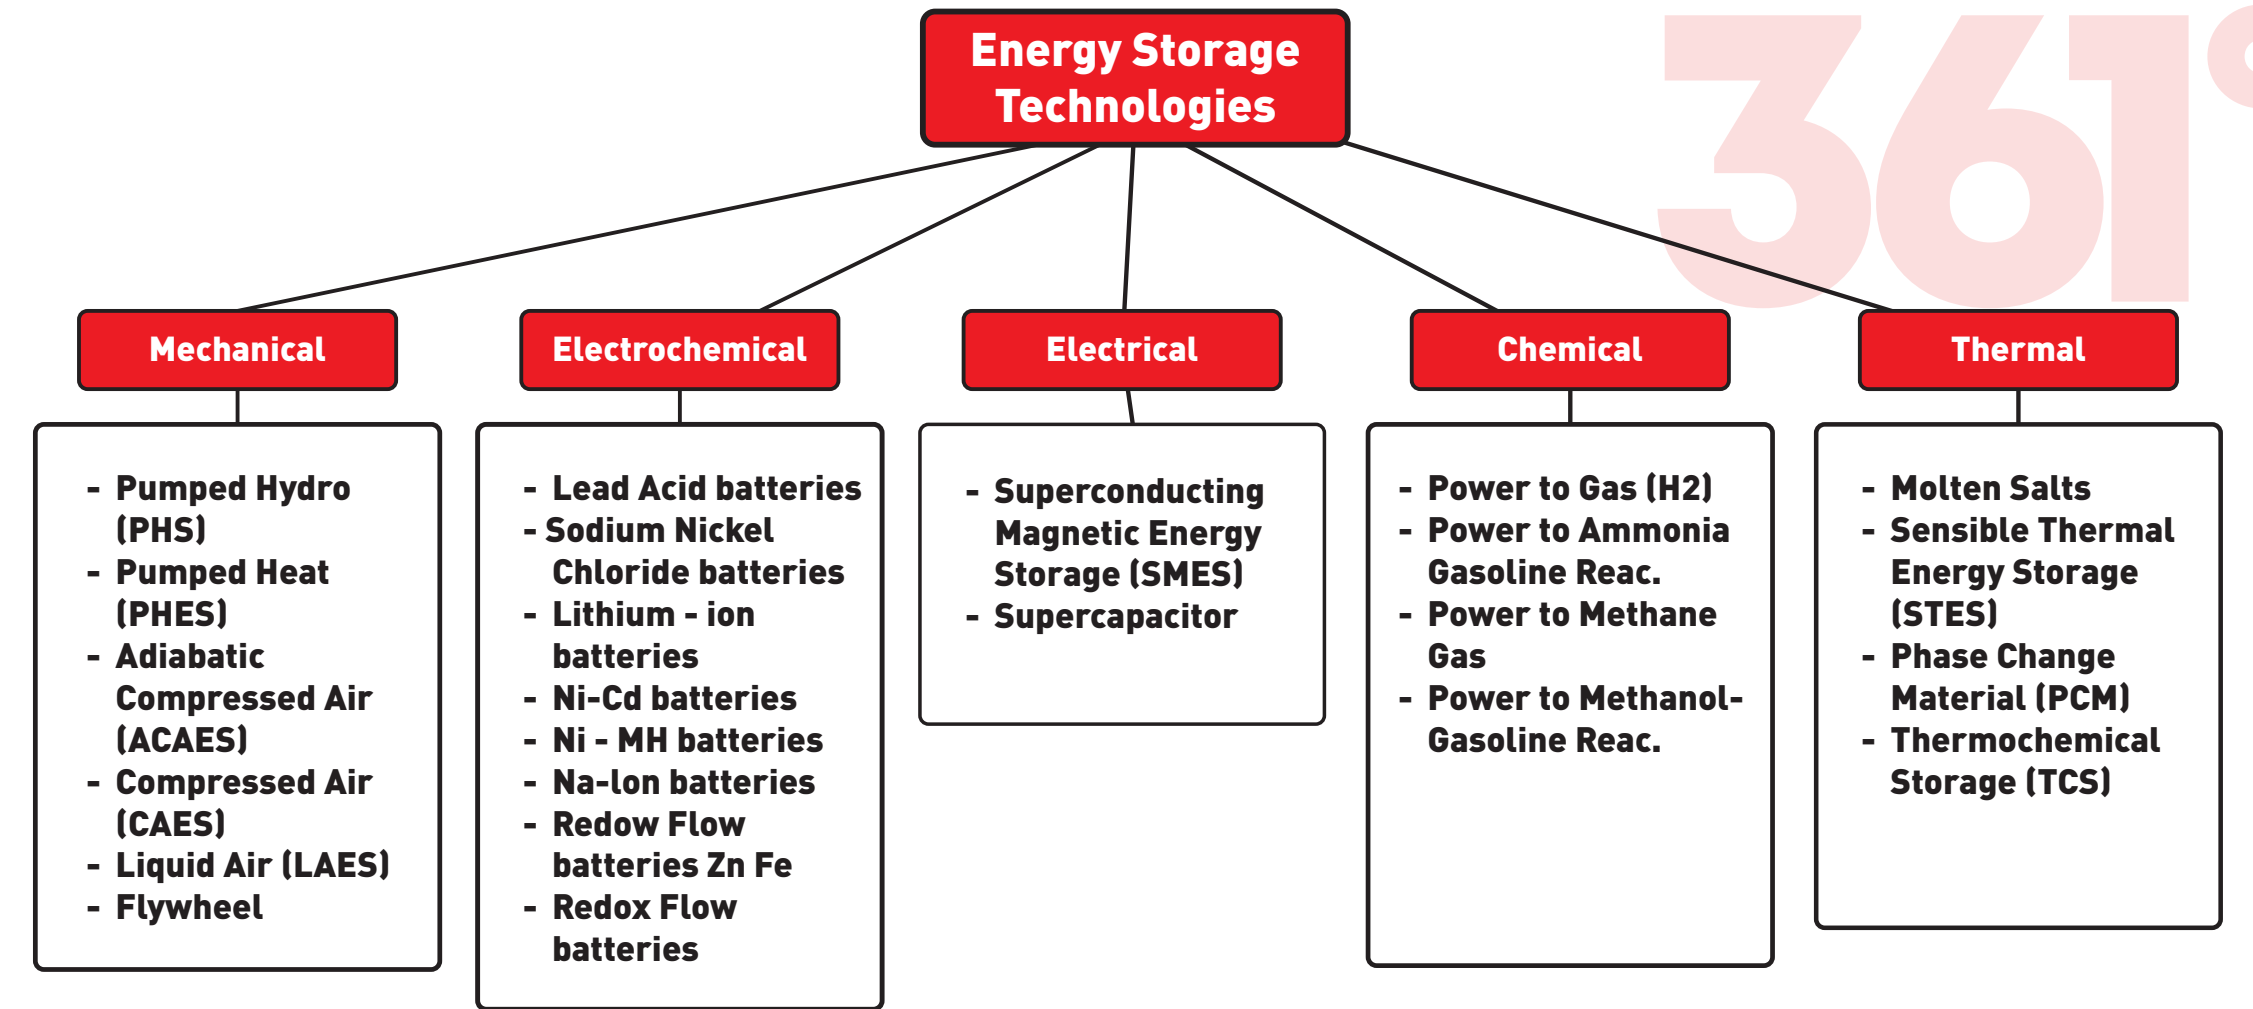 361°
Energy Storage
Technologies
Mechanical
- Pumped Hydro
(PHS)
- Pumped Heat
(PHES)
- Adiabatic
Compressed Air
(ACAES)
- Compressed Air
(CAES)
- Liquid Air (LAES)
- Flywheel
Electrochemical
- Lead Acid batteries
- Sodium Nickel
Chloride batteries
- Lithium - ion
batteries
- Ni-Cd batteries
- Ni - MH batteries
- Na-lon batteries
- Redow Flow
batteries Zn Fe
- Redox Flow
batteries
Electrical
- Superconducting
Magnetic Energy
Storage (SMES)
- Supercapacitor
Chemical
- Power to Gas (H2)
- Power to Ammonia
Gasoline Reac.
- Power to Methane
Gas
- Power to Methanol-
Gasoline Reac.
Thermal
- Molten Salts
- Sensible Thermal
Energy Storage
(STES)
- Phase Change
Material (PCM)
- Thermochemical
Storage (TCS)